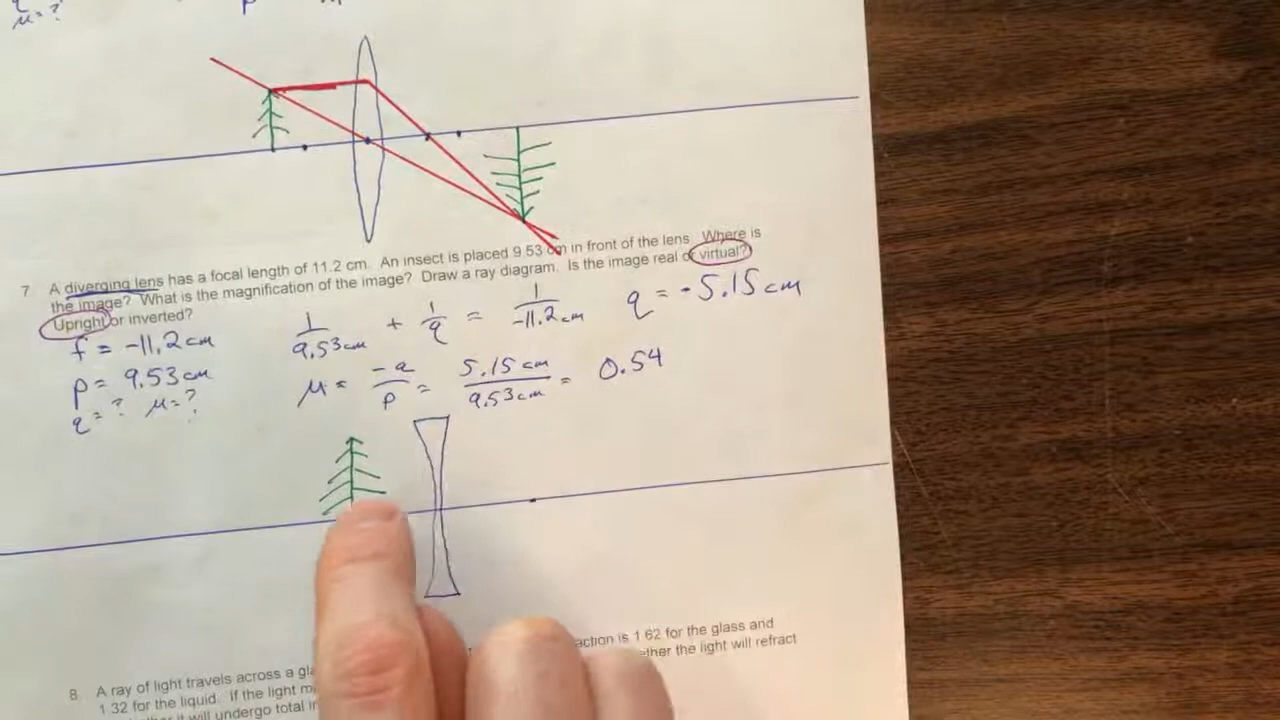 μ = ?
7 A diverging lens has a focal length of 11.2 cm. An insect is placed 9.53 cm in front of the lens. Where is
the image? What is the magnification of the image? Draw a ray diagram. Is the image real or virtual?
Upright or inverted?
f = -11.2 cm
p = 9.53 cm
q = ? μ = ?
1/9.53 cm + 1/q = 1/-11.2 cm q = -5.15 cm
μ = -q/p = 5.15 cm/9.53 cm = 0.54
8. A ray of light travels across a
action is 1.62 for the glass and
1.32 for the liquid. If the light
ether the light will refract
it will undergo total